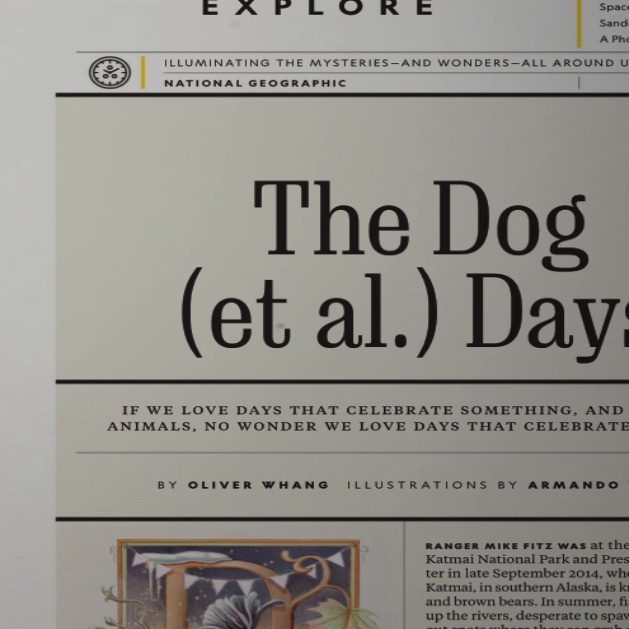 EXPLORE
Space
Sand
A Pho
ILLUMINATING THE MYSTERIES—AND WONDERS—ALL AROUND U
NATIONAL GEOGRAPHIC
The Dog
(et al.) Days
IF WE LOVE DAYS THAT CELEBRATE SOMETHING, AND
ANIMALS, NO WONDER WE LOVE DAYS THAT CELEBRATE
BY OLIVER WHANG ILLUSTRATIONS BY ARMANDO
RANGER MIKE FITZ WAS at the
Katmai National Park and Pres
ter in late September 2014, whe
Katmai, in southern Alaska, is k
and brown bears. In summer, fi
up the rivers, desperate to spaw